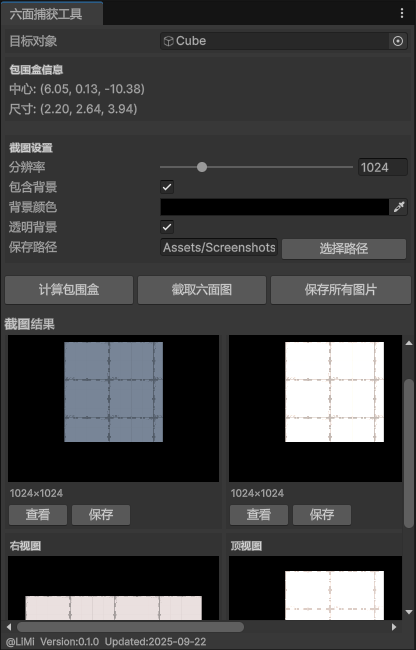 六面捕获工具
目标对象 Cube
包围盒信息
中心: (6.05, 0.13, -10.38)
尺寸: (2.20, 2.64, 3.94)
截图设置
分辨率 1024
包含背景
背景颜色
透明背景
保存路径 Assets/Screenshots 选择路径
计算包围盒 截取六面图 保存所有图片
截图结果
1024×1024 1024×1024
查看 保存 查看 保存
右视图 顶视图
@LiMi Version:0.1.0 Updated:2025-09-22